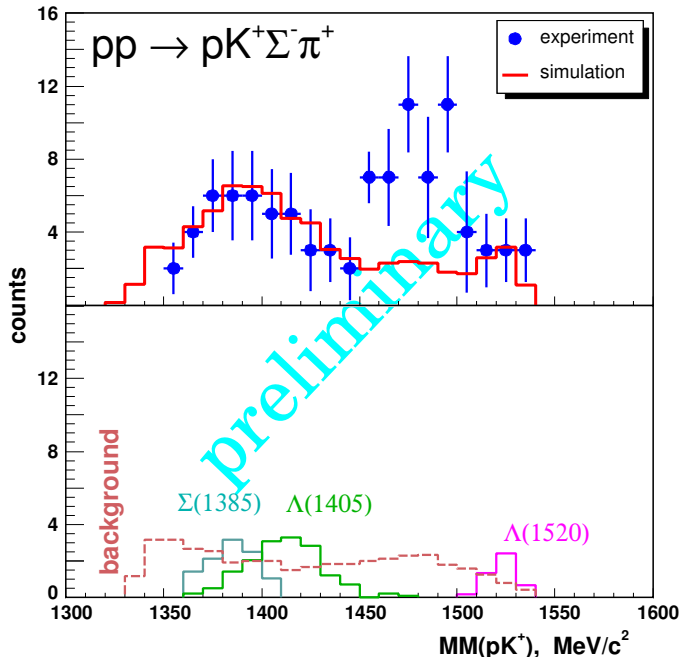 pp → pK⁺Σ⁻π⁺
experiment
simulation
16
12
8
4
counts
preliminary
12
8
4
0
background
Σ(1385)
Λ(1405)
Λ(1520)
1300 1350 1400 1450 1500 1550 1600
MM(pK⁺), MeV/c²